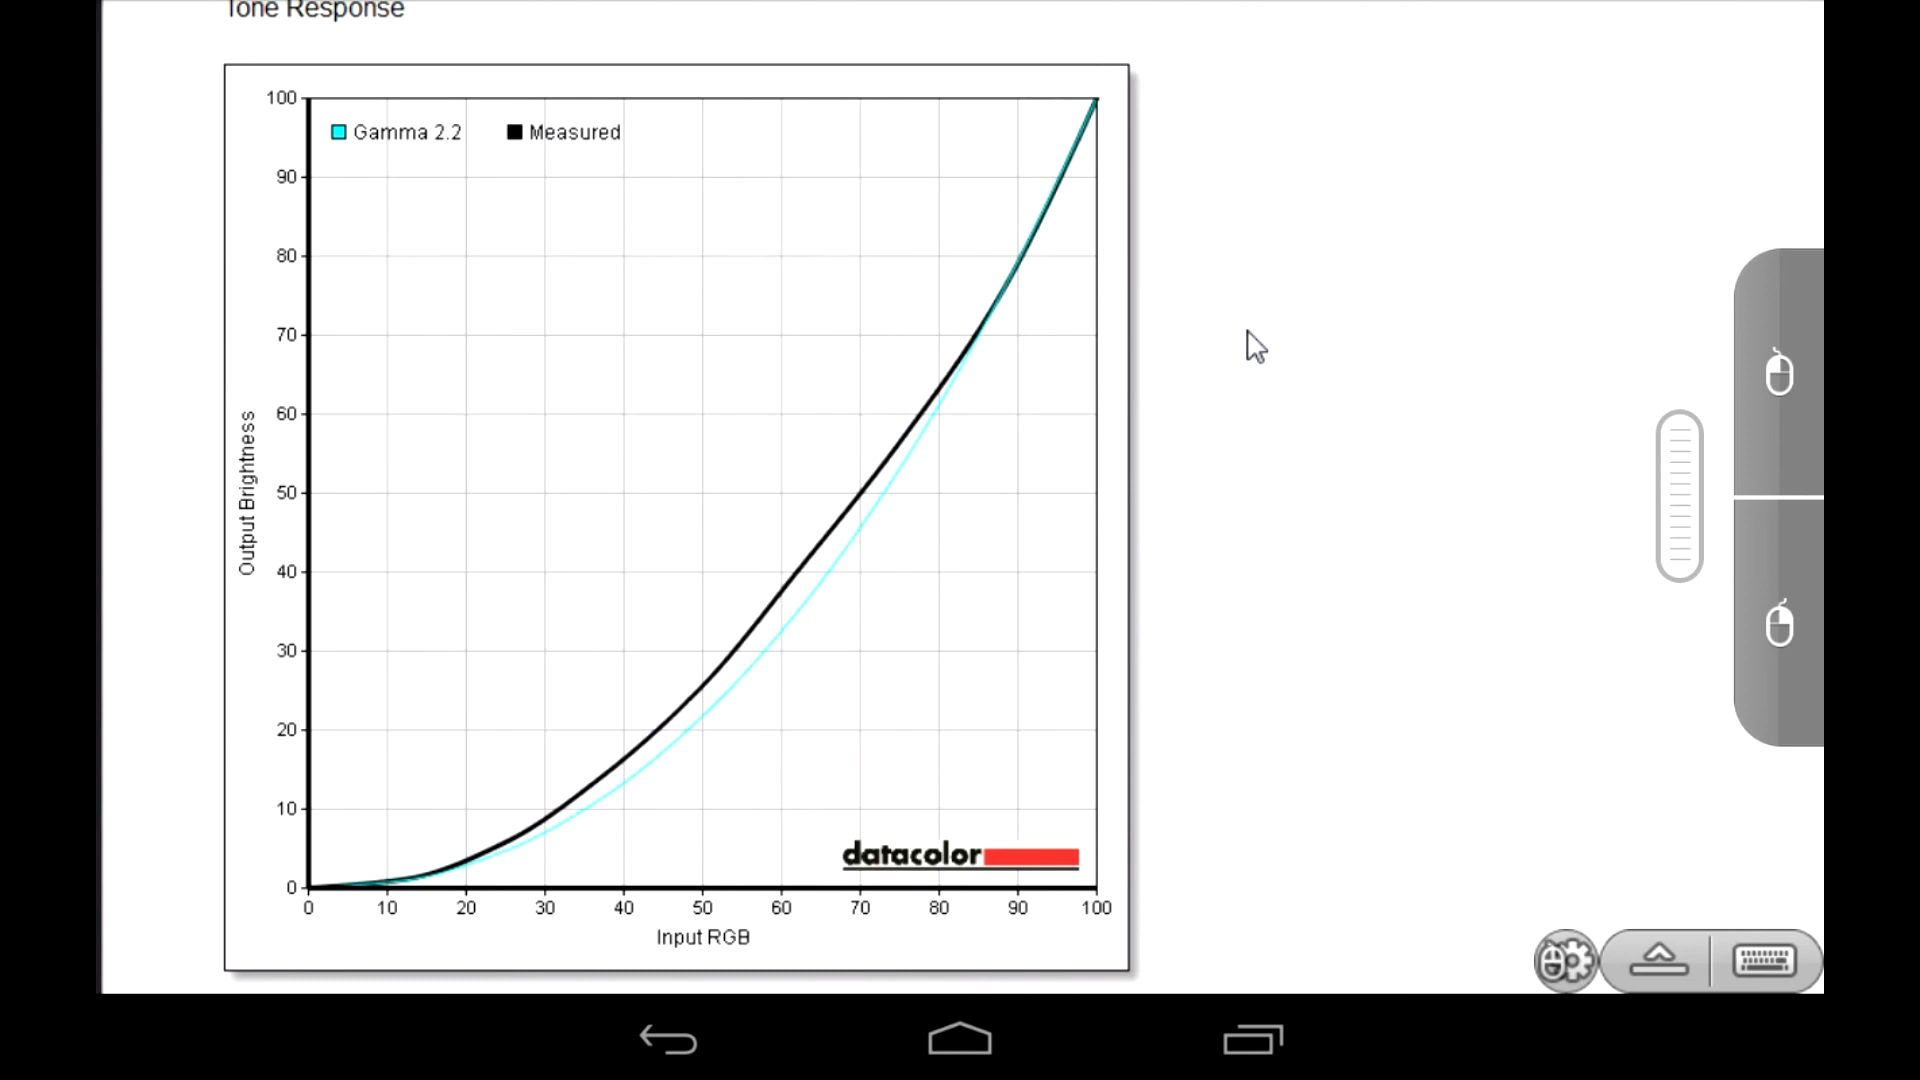 Tone Response
Gamma 2.2 Measured
100
90
80
70
60
50
40
30
20
10
0
Output Brightness
0 10 20 30 40 50 60 70 80 90 100
Input RGB
datacolor